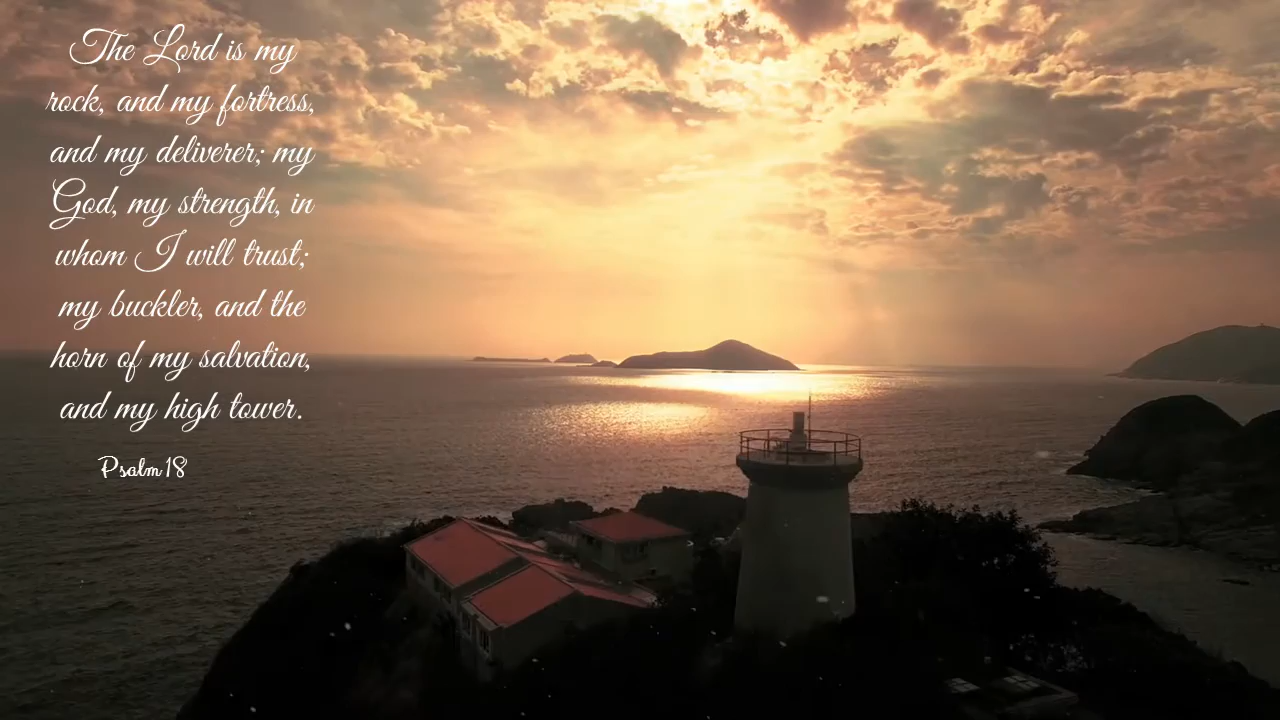 The Lord is my
rock, and my fortress,
and my deliverer; my
God, my strength, in
whom I will trust;
my buckler, and the
horn of my salvation,
and my high tower.
Psalm 18